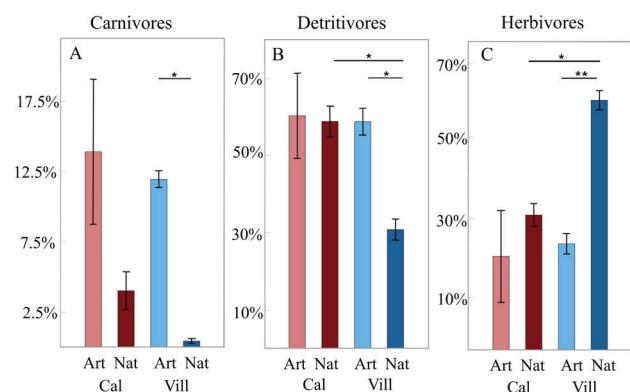 Carnivores Detritivores Herbivores
A B C
* * * * **
17.5% 12.5% 7.5% 2.5%
70% 50% 30% 10%
70% 50% 30% 10%
Art Nat Art Nat Art Nat Art Nat Art Nat Art Nat
Cal Vill Cal Vill Cal Vill